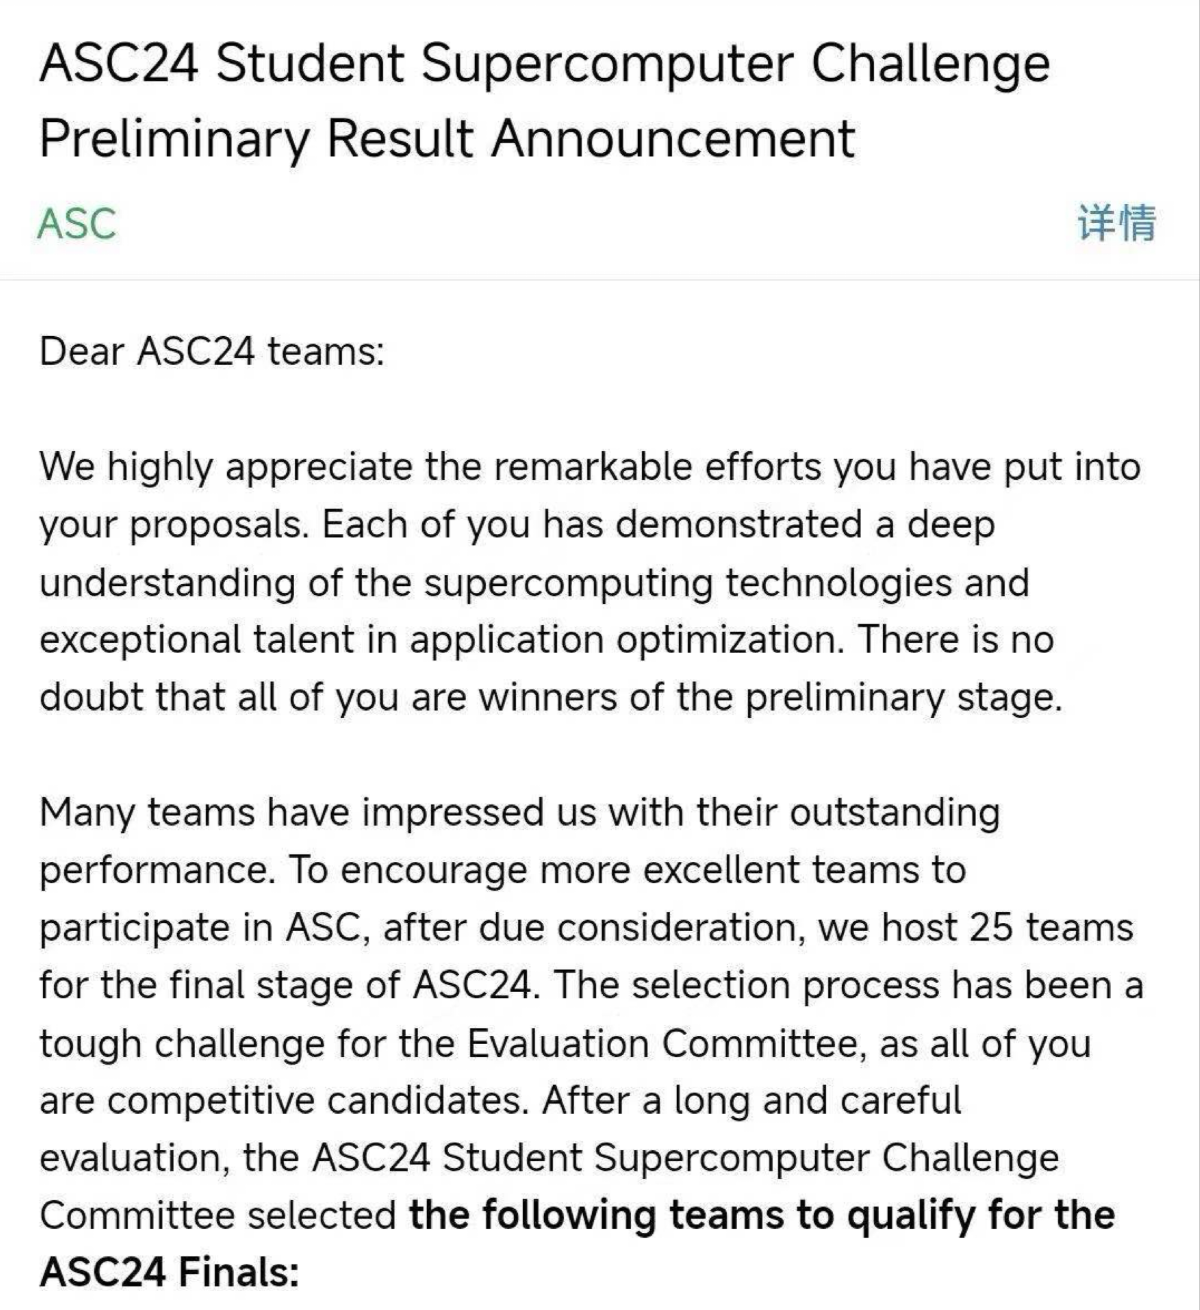 ASC24 Student Supercomputer Challenge
Preliminary Result Announcement
ASC 详情
Dear ASC24 teams:
We highly appreciate the remarkable efforts you have put into
your proposals. Each of you has demonstrated a deep
understanding of the supercomputing technologies and
exceptional talent in application optimization. There is no
doubt that all of you are winners of the preliminary stage.
Many teams have impressed us with their outstanding
performance. To encourage more excellent teams to
participate in ASC, after due consideration, we host 25 teams
for the final stage of ASC24. The selection process has been a
tough challenge for the Evaluation Committee, as all of you
are competitive candidates. After a long and careful
evaluation, the ASC24 Student Supercomputer Challenge
Committee selected the following teams to qualify for the
ASC24 Finals: